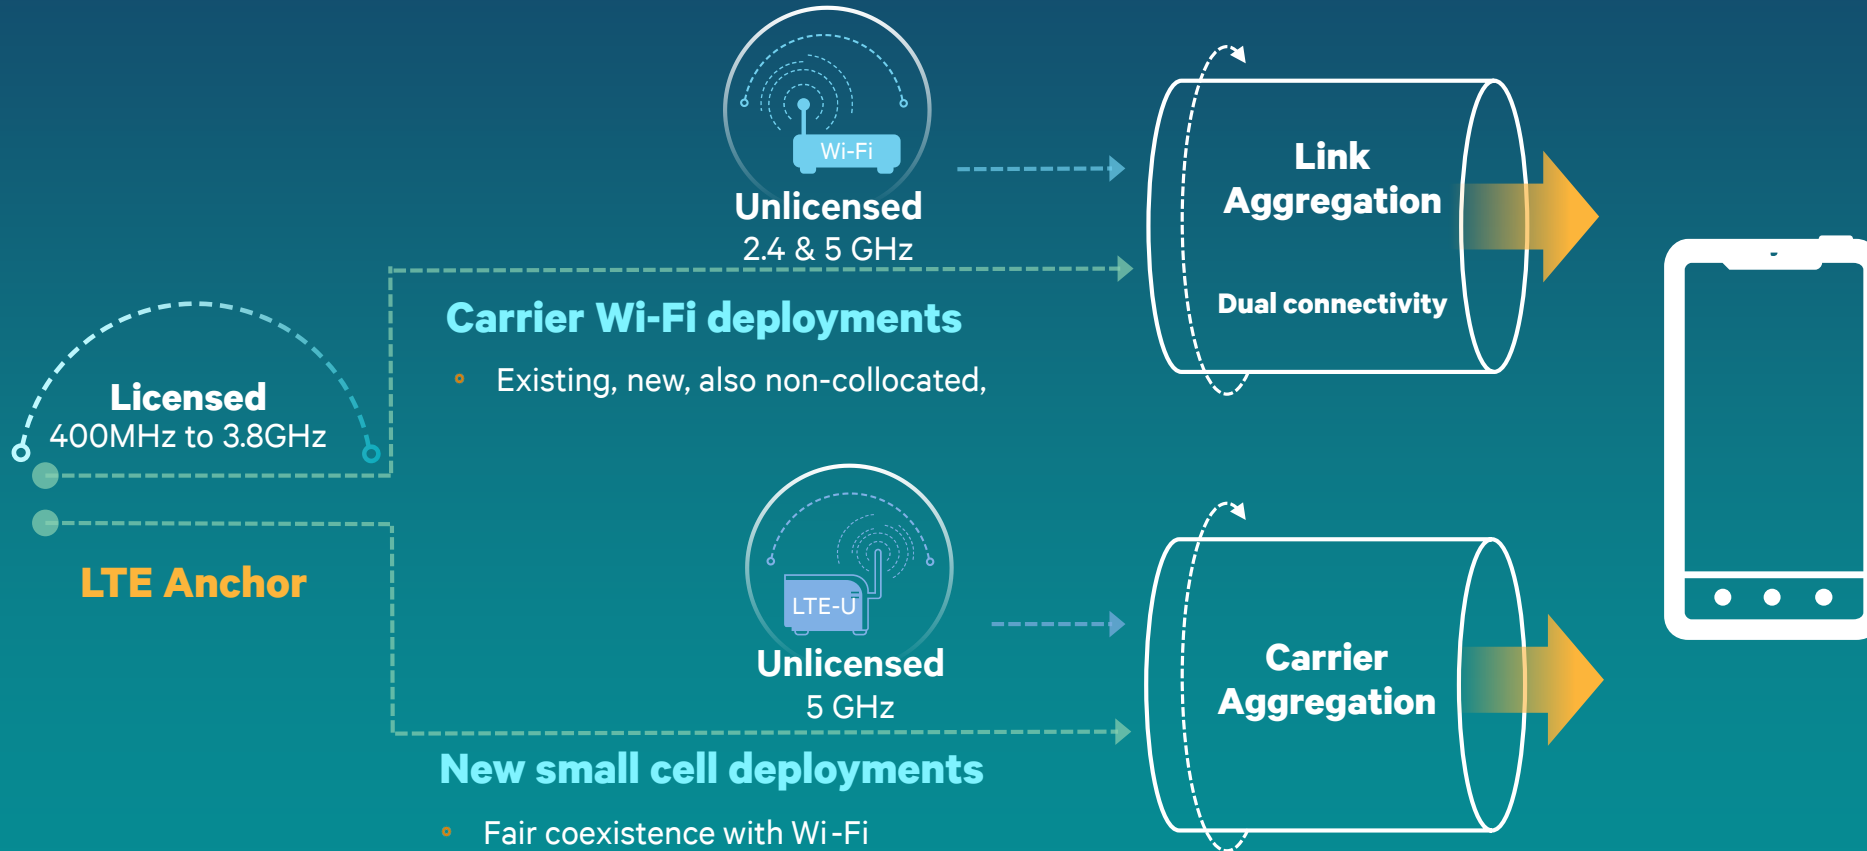 Wi-Fi
Unlicensed
2.4 & 5 GHz
Link
Aggregation
Dual connectivity
Carrier Wi-Fi deployments
Existing, new, also non-collocated,
Licensed
400MHz to 3.8GHz
LTE Anchor
LTE-U
Unlicensed
5 GHz
Carrier
Aggregation
New small cell deployments
Fair coexistence with Wi-Fi